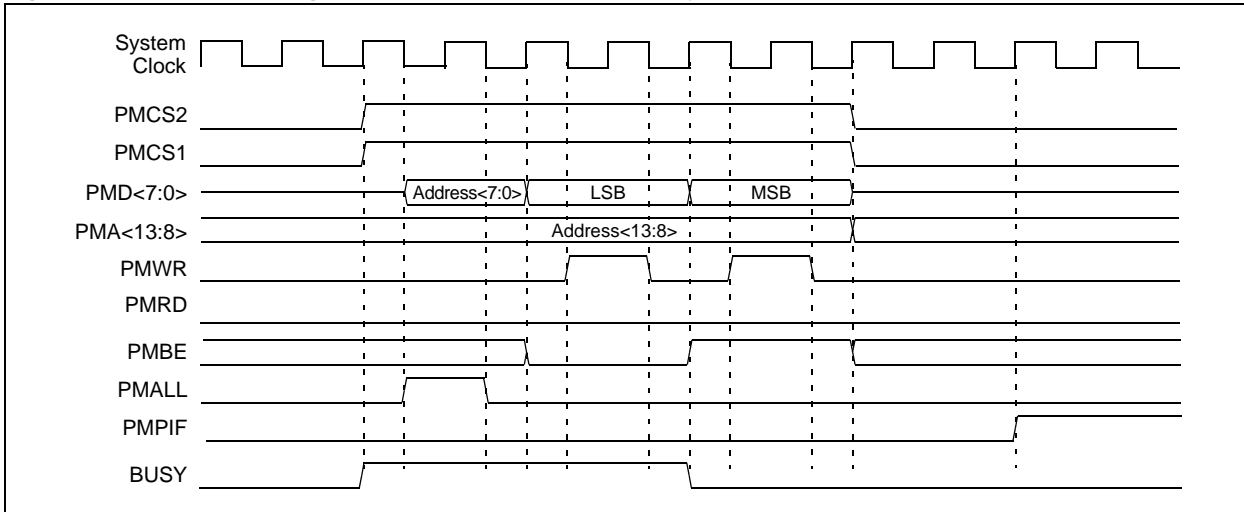 System
Clock
PMCS2
PMCS1
PMD<7:0>
Address<7:0>
LSB
MSB
PMA<13:8>
Address<13:8>
PMWR
PMRD
PMBE
PMALL
PMPIF
BUSY